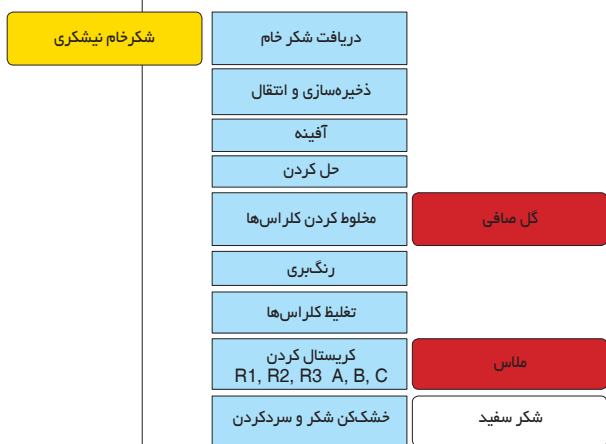 شکرخام نیشکری
دریافت شکر خام
ذخیره‌سازی و انتقال
آفینه
حل کردن
مخلوط کردن کلراس‌ها
گل صافی
رنگ‌بری
تغلیظ کلراس‌ها
کریستال کردن
R1, R2, R3 A, B, C
ملاس
خشک‌کن شکر و سردکردن
شکر سفید